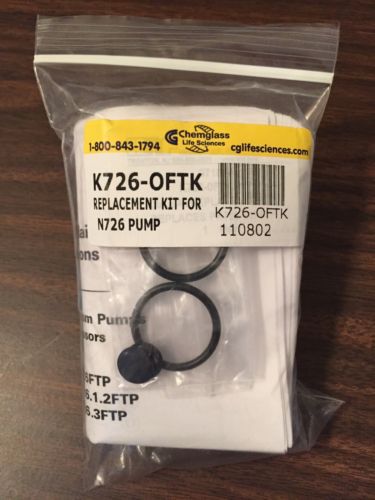 1-800-843-1794
Chemglass
Life Sciences
cglifesciences.com
K726-OFTK
REPLACEMENT KIT FOR
N726 PUMP
K726-OFTK
110802
ons
m Pumps
sors
FTP
.1.2FTP
.3FTP